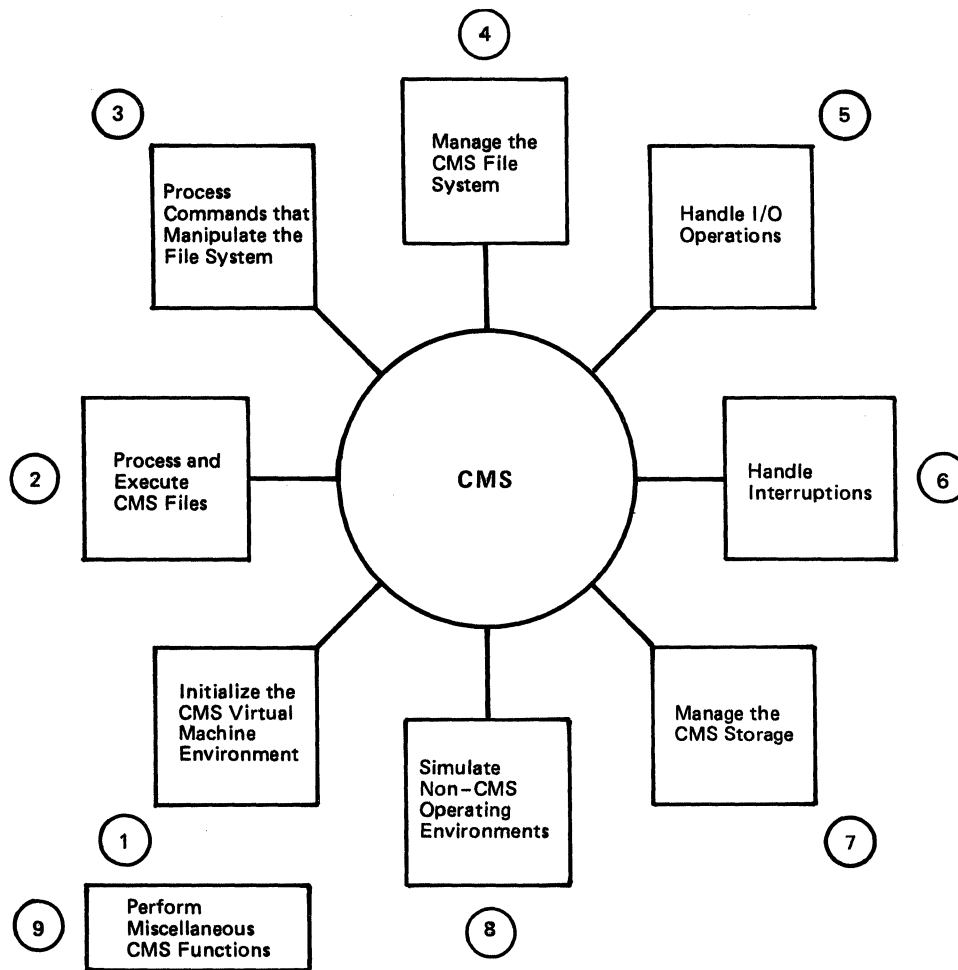 4
Manage the
CMS File
System
3
Process
Commands that
Manipulate the
File System
5
Handle I/O
Operations
2
Process and
Execute
CMS Files
CMS
6
Handle
Interruptions
Initialize the
CMS Virtual
Machine
Environment
1
Simulate
Non-CMS
Operating
Environments
8
Manage the
CMS Storage
7
9
Perform
Miscellaneous
CMS Functions